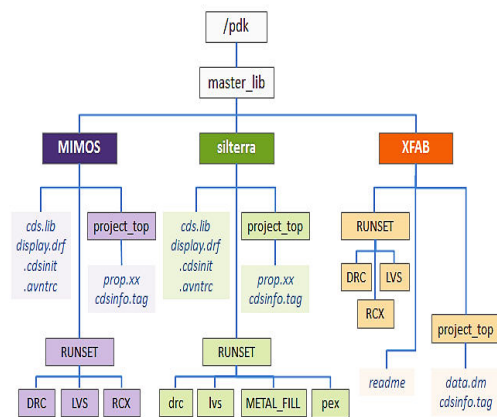 /pdk
master_lib
MIMOS
silterra
XFAB
cds.lib
display.drf
.cdsinit
.avntrc
project_top
prop.xx
cdsinfo.tag
RUNSET
DRC
LVS
RCX
cds.lib
display.drf
.cdsinit
.avntrc
project_top
prop.xx
cdsinfo.tag
RUNSET
drc
lvs
METAL_FILL
pex
RUNSET
DRC
LVS
RCX
readme
project_top
data.dm
cdsinfo.tag